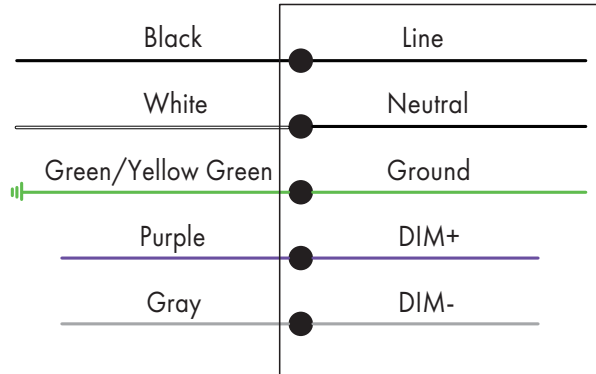 Black Line
White Neutral
Green/Yellow Green Ground
Purple DIM+
Gray DIM-